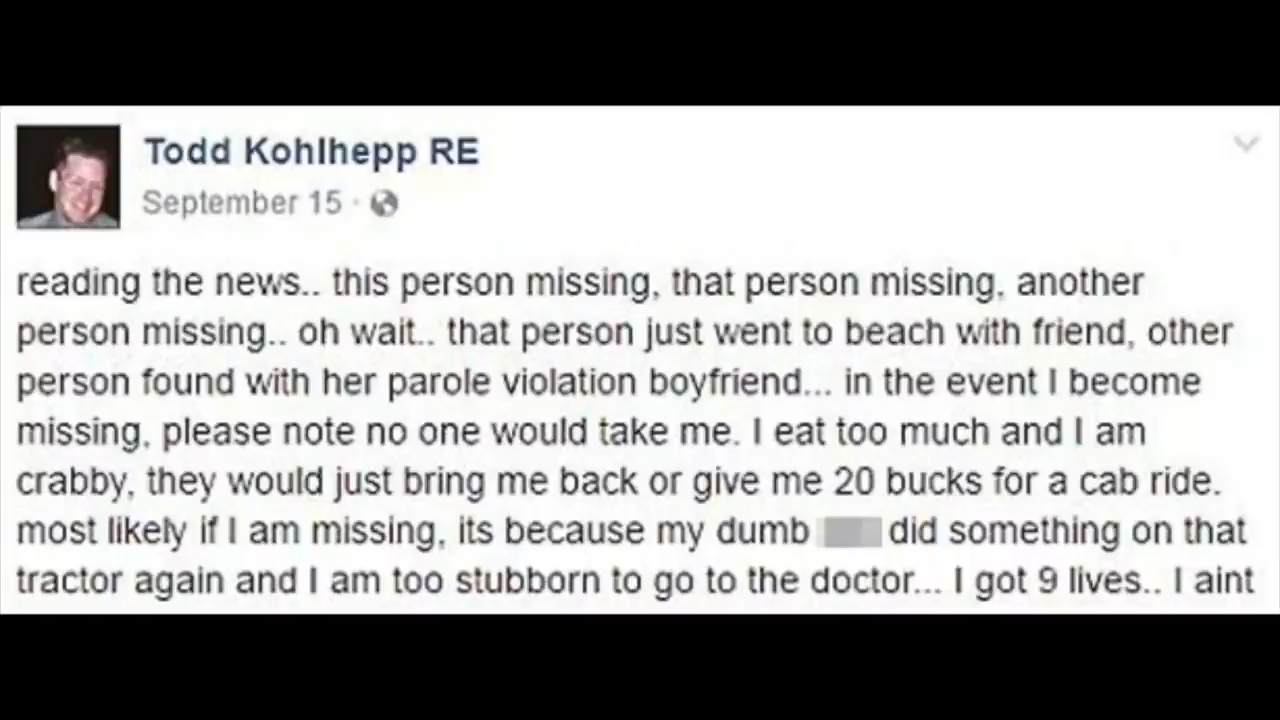 Todd Kohlhepp RE
September 15 ·
reading the news.. this person missing, that person missing, another
person missing.. oh wait.. that person just went to beach with friend, other
person found with her parole violation boyfriend... in the event I become
missing, please note no one would take me. I eat too much and I am
crabby, they would just bring me back or give me 20 bucks for a cab ride.
most likely if I am missing, its because my dumb did something on that
tractor again and I am too stubborn to go to the doctor... I got 9 lives.. I aint